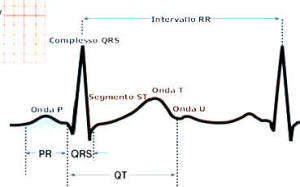 Intervallo RR
Complesso QRS
Segmento ST
Onda T
Onda P
Onda U
PR
QRS
QT